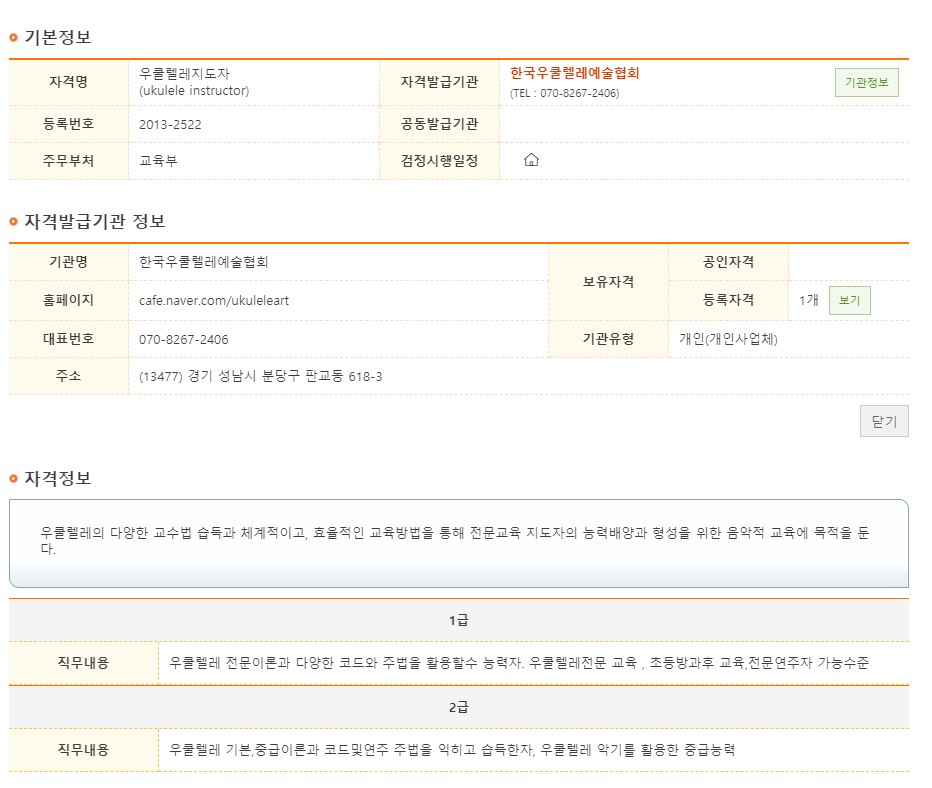 기본정보
자격명 우쿨렐레지도자 자격발급기관 한국우쿨렐레예술협회 기관정보
(ukulele instructor) (TEL : 070-8267-2406)
등록번호 2013-2522 공동발급기관
주무부처 교육부 검정시행일정
자격발급기관 정보
기관명 한국우쿨렐레예술협회 보유자격 공인자격
홈페이지 cafe.naver.com/ukuleleart 등록자격 1개 보기
대표번호 070-8267-2406 기관유형 개인(개인사업체)
주소 (13477) 경기 성남시 분당구 판교동 618-3
닫기
자격정보
우쿨렐레의 다양한 교수법 습득과 체계적이고, 효율적인 교육방법을 통해 전문교육 지도자의 능력배양과 형성을 위한 음악적 교육에 목적을 둔
다.
1급
직무내용 우쿨렐레 전문이론과 다양한 코드와 주법을 활용할수 능력자. 우쿨렐레전문 교육 , 초등방과후 교육,전문연주자 가능수준
2급
직무내용 우쿨렐레 기본,중급이론과 코드및연주 주법을 익히고 습득한자, 우쿨렐레 악기를 활용한 중급능력